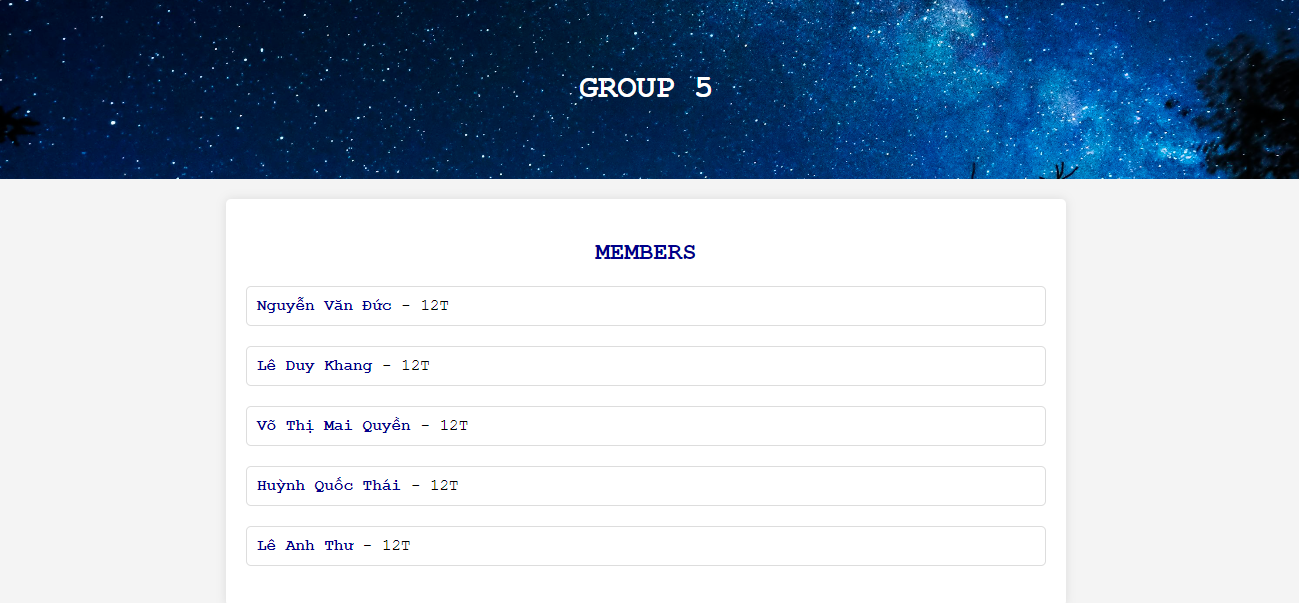 GROUP 5
MEMBERS
Nguyễn Văn Đức - 12T
Lê Duy Khang - 12T
Võ Thị Mai Quyền - 12T
Huỳnh Quốc Thái - 12T
Lê Anh Thư - 12T